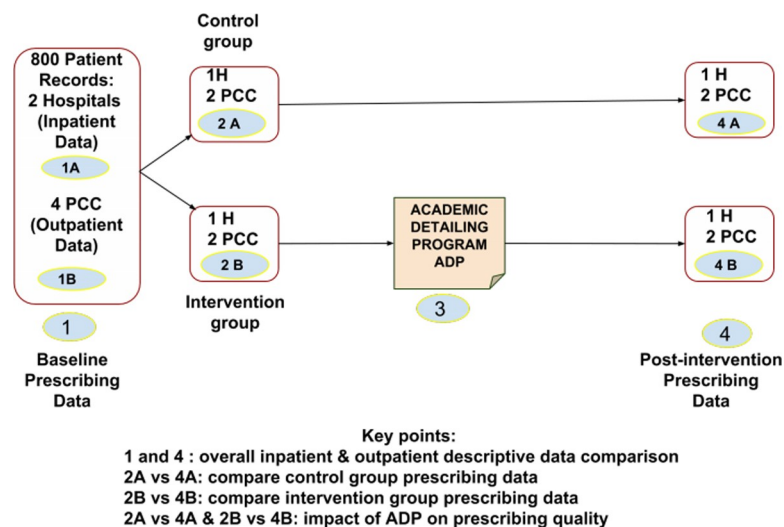 Control
group
800 Patient
Records:
2 Hospitals
(Inpatient
Data)
1A
4 PCC
(Outpatient
Data)
1B
1
Baseline
Prescribing
Data
1H
2 PCC
2 A
1 H
2 PCC
2 B
Intervention
group
ACADEMIC
DETAILING
PROGRAM
ADP
3
1 H
2 PCC
4 A
1 H
2 PCC
4 B
4
Post-intervention
Prescribing
Data
Key points:
1 and 4 : overall inpatient & outpatient descriptive data comparison
2A vs 4A: compare control group prescribing data
2B vs 4B: compare intervention group prescribing data
2A vs 4A & 2B vs 4B: impact of ADP on prescribing quality